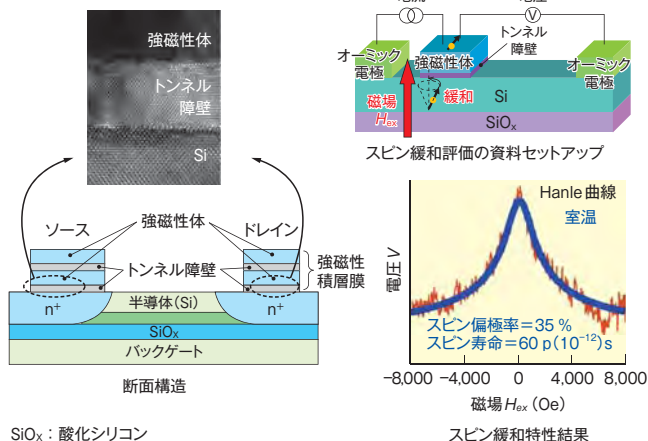 強磁性体
トンネル
障壁
Si
ソース
強磁性体
ドレイン
トンネル障壁
強磁性
積層膜
n+
半導体(Si)
n+
SiOx
バックゲート
断面構造
SiOx:酸化シリコン
V
トンネル
障壁
オーミック
電極
強磁性体
オーミック
電極
磁場
Hex
緩和
Si
SiOx
スピン緩和評価の資料セットアップ
Hanle曲線
室温
電圧V
スピン偏極率=35 %
スピン寿命=60 p(10-12)s
-8,000 -4,000 0 4,000 8,000
磁場Hex(Oe)
スピン緩和特性結果